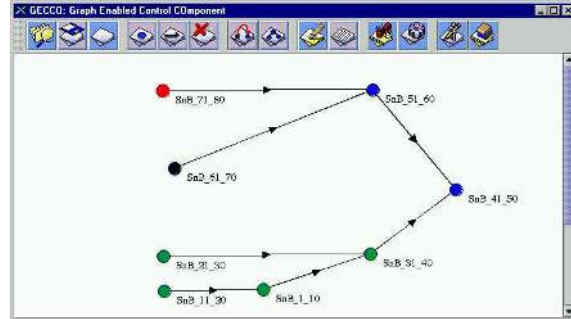 GECCO: Graph Enabled Control COmponent
SnB_71_80
SnB_51_60
SnB_61_70
SnB_41_50
SnB_21_30
SnB_31_40
SnB_11_20
SnB_1_10